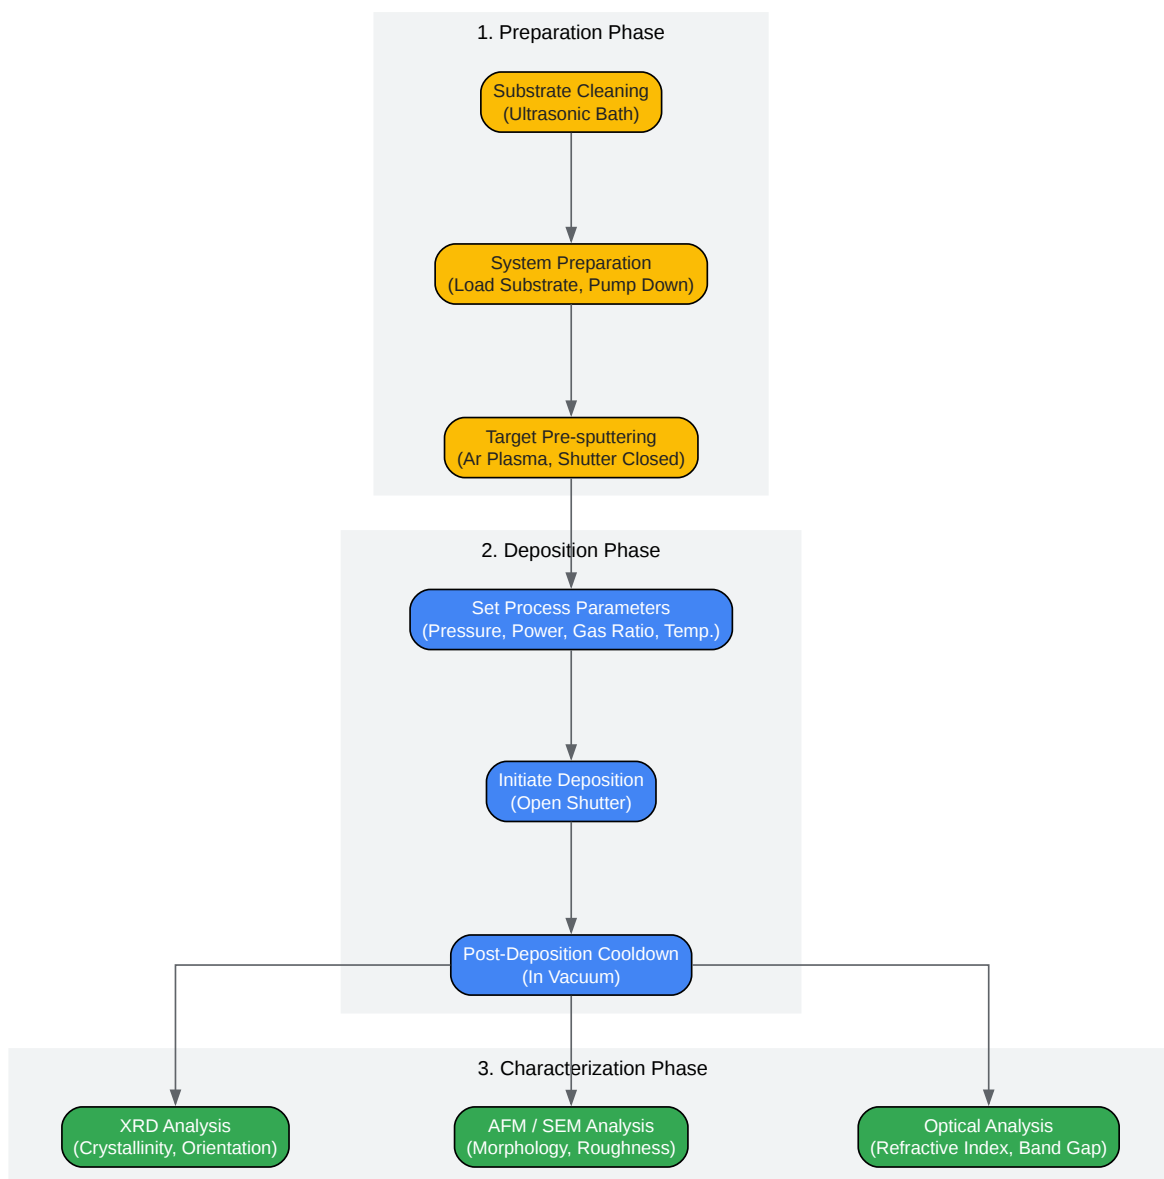 1. Preparation Phase
Substrate Cleaning
(Ultrasonic Bath)
System Preparation
(Load Substrate, Pump Down)
Target Pre-sputtering
(Ar Plasma, Shutter Closed)
2. Deposition Phase
Set Process Parameters
(Pressure, Power, Gas Ratio, Temp.)
Initiate Deposition
(Open Shutter)
Post-Deposition Cooldown
(In Vacuum)
3. Characterization Phase
XRD Analysis
(Crystallinity, Orientation)
AFM / SEM Analysis
(Morphology, Roughness)
Optical Analysis
(Refractive Index, Band Gap)